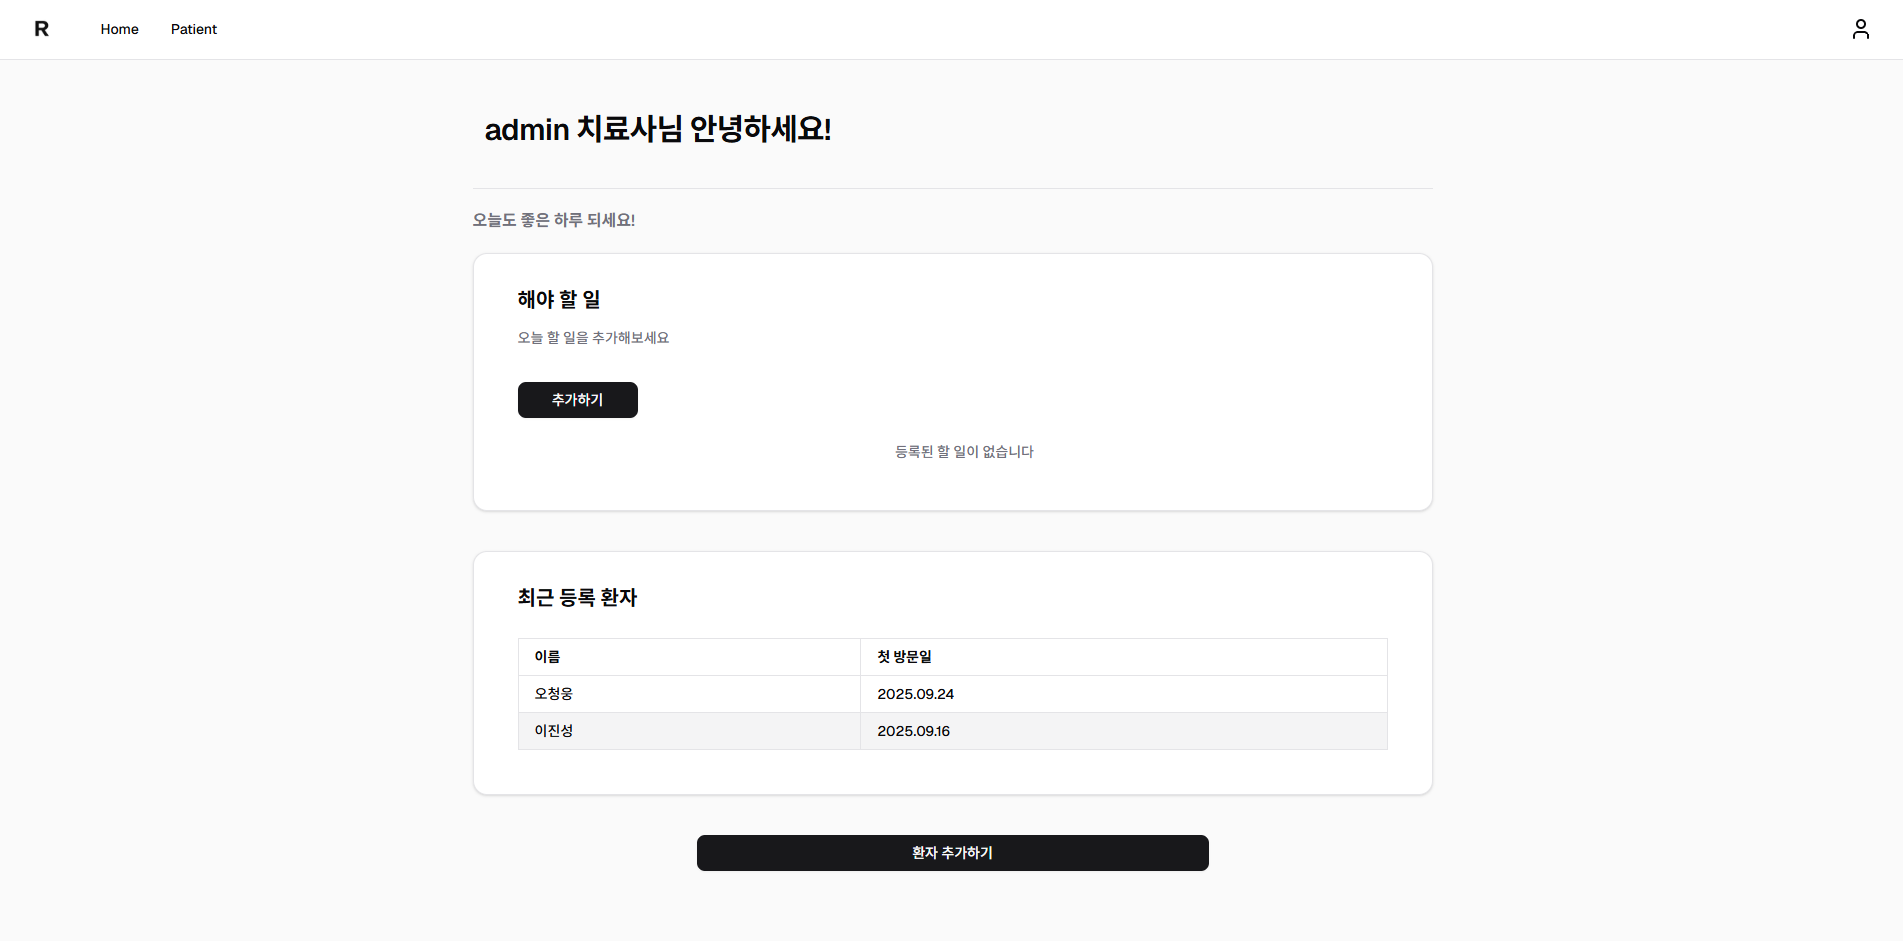 R Home Patient
admin 치료사님 안녕하세요!
오늘도 좋은 하루 되세요!
해야 할 일
오늘 할 일을 추가해보세요
추가하기
등록된 할 일이 없습니다
최근 등록 환자
이름 첫 방문일
오청웅 2025.09.24
이진성 2025.09.16
환자 추가하기